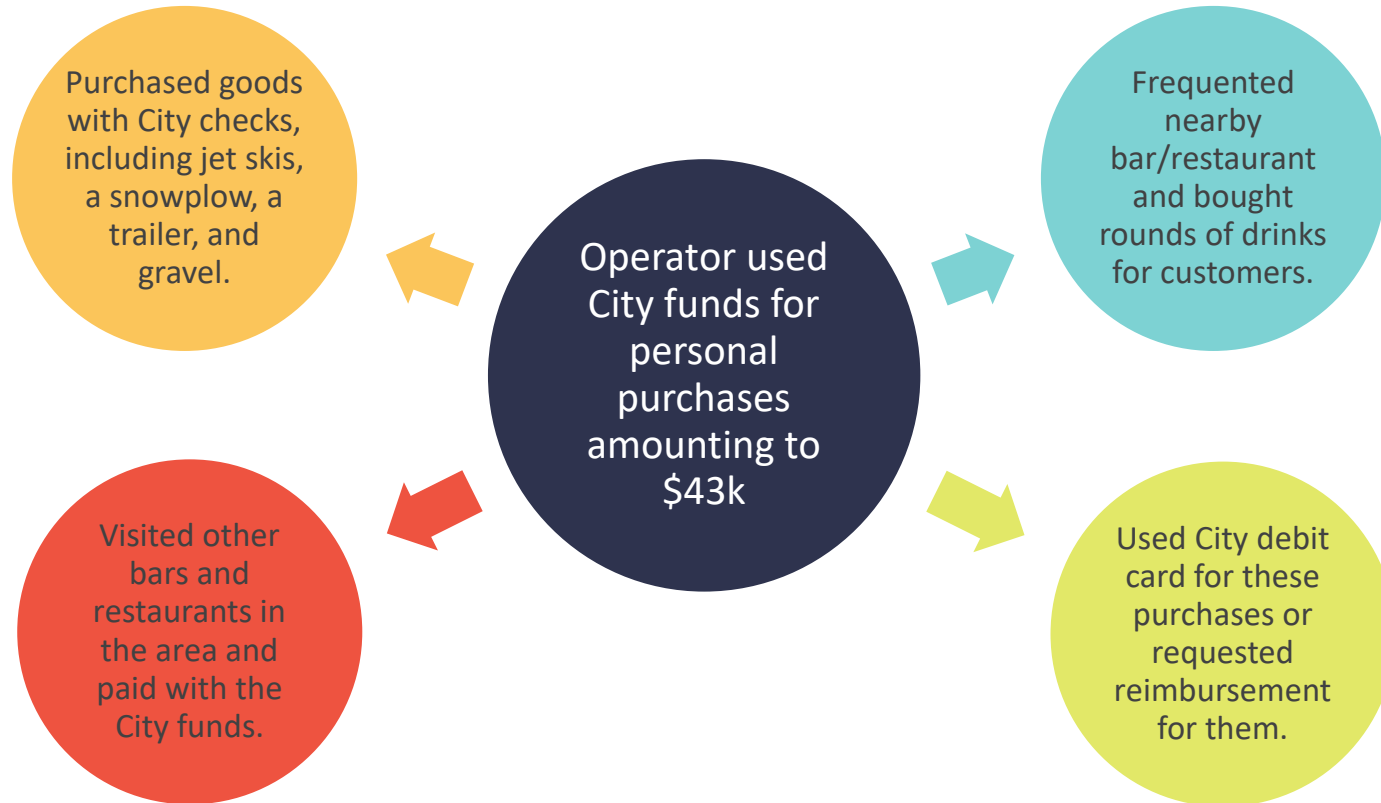 Purchased goods
with City checks,
including jet skis,
a snowplow, a
trailer, and
gravel.
Frequented
nearby
bar/restaurant
and bought
rounds of drinks
for customers.
Operator used
City funds for
personal
purchases
amounting to
$43k
Visited other
bars and
restaurants in
the area and
paid with the
City funds.
Used City debit
card for these
purchases or
requested
reimbursement
for them.